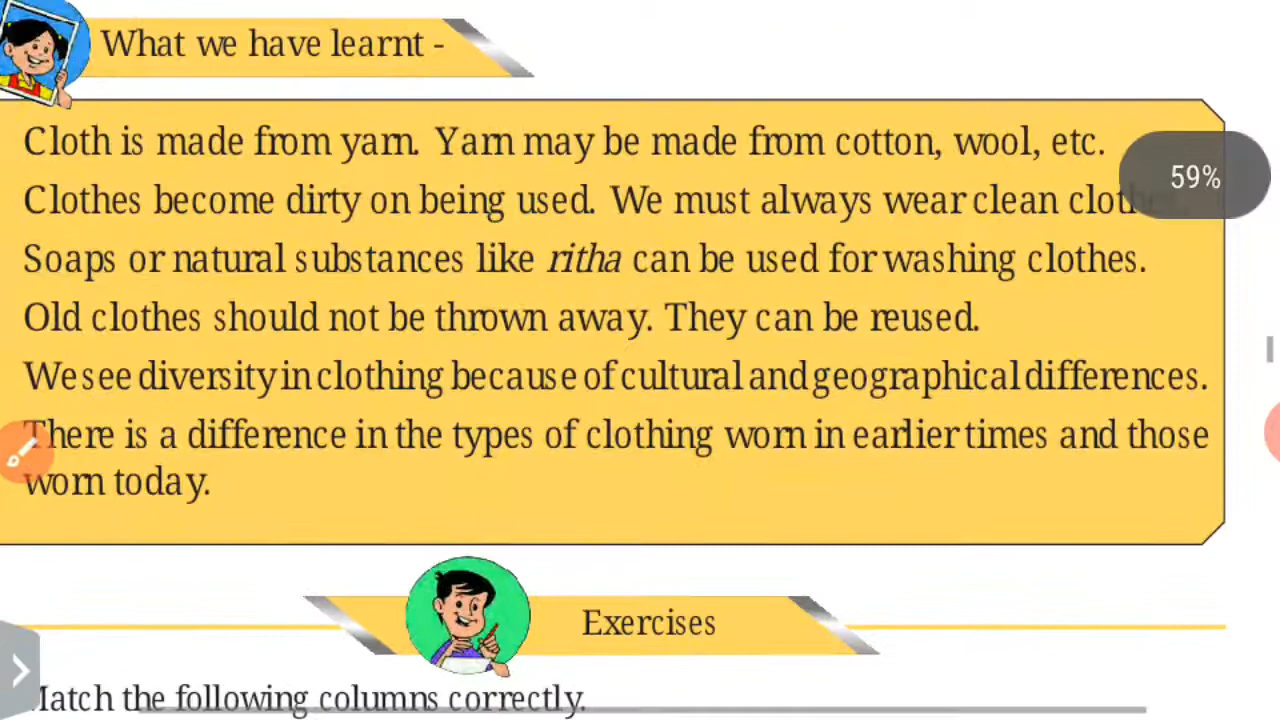 What we have learnt -
Cloth is made from yarn. Yarn may be made from cotton, wool, etc.
59%
Clothes become dirty on being used. We must always wear clean
Soaps or natural substances like ritha can be used for washing clothes.
Old clothes should not be thrown away. They can be reused.
We see diversity in clothing because of cultural and geographical differences.
There is a difference in the types of clothing worn in earlier times and those
worn today.
Exercises
Match the following columns correctly.